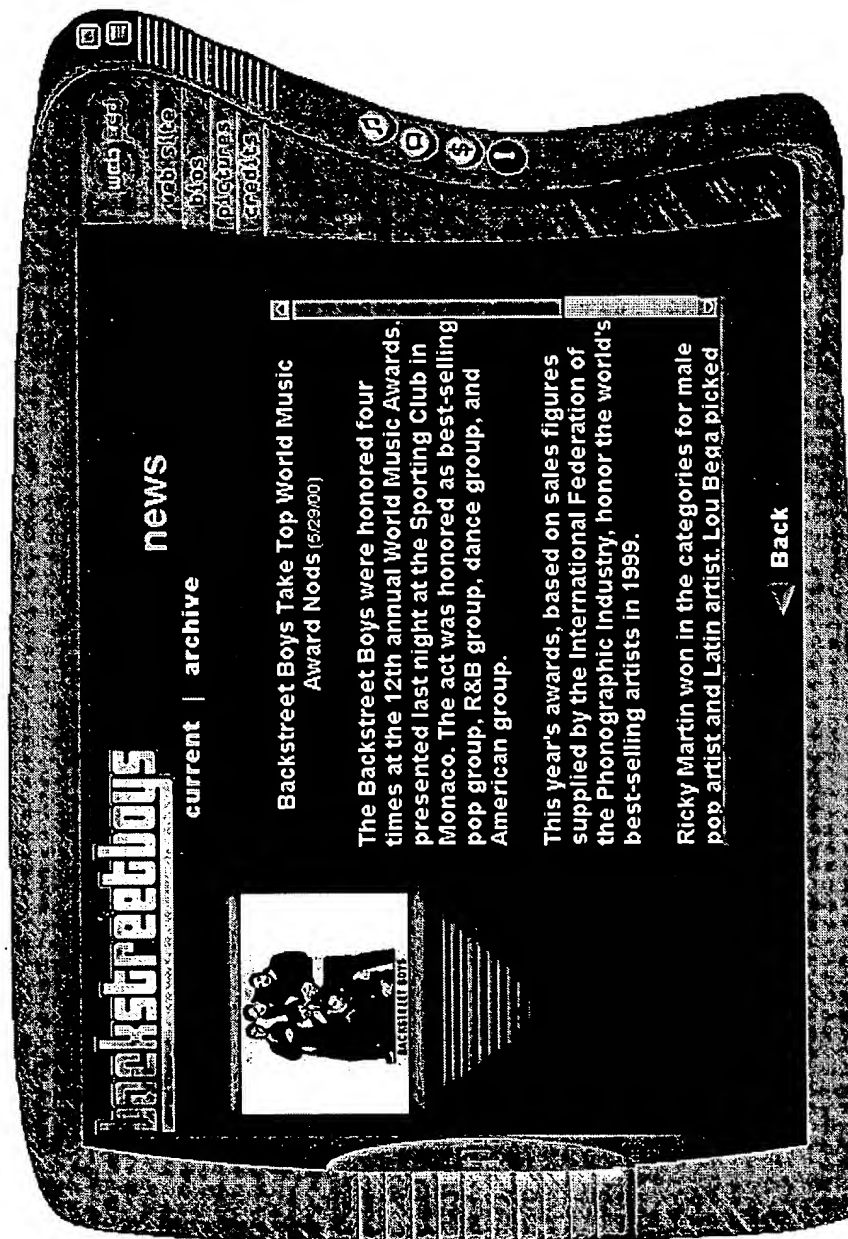 backstreetboys
news
current | archive
Backstreet Boys Take Top World Music
Award Nods (5/29/00)
The Backstreet Boys were honored four
times at the 12th annual World Music Awards,
presented last night at the Sporting Club in
Monaco. The act was honored as best-selling
pop group, R&B group, dance group, and
American group.
This year's awards, based on sales figures
supplied by the International Federation of
the Phonographic Industry, honor the world's
best-selling artists in 1999.
Ricky Martin won in the categories for male
pop artist and Latin artist. Lou Bega picked
Back
BACKSTREET BOYS
web site
bios
pictures
credits
$